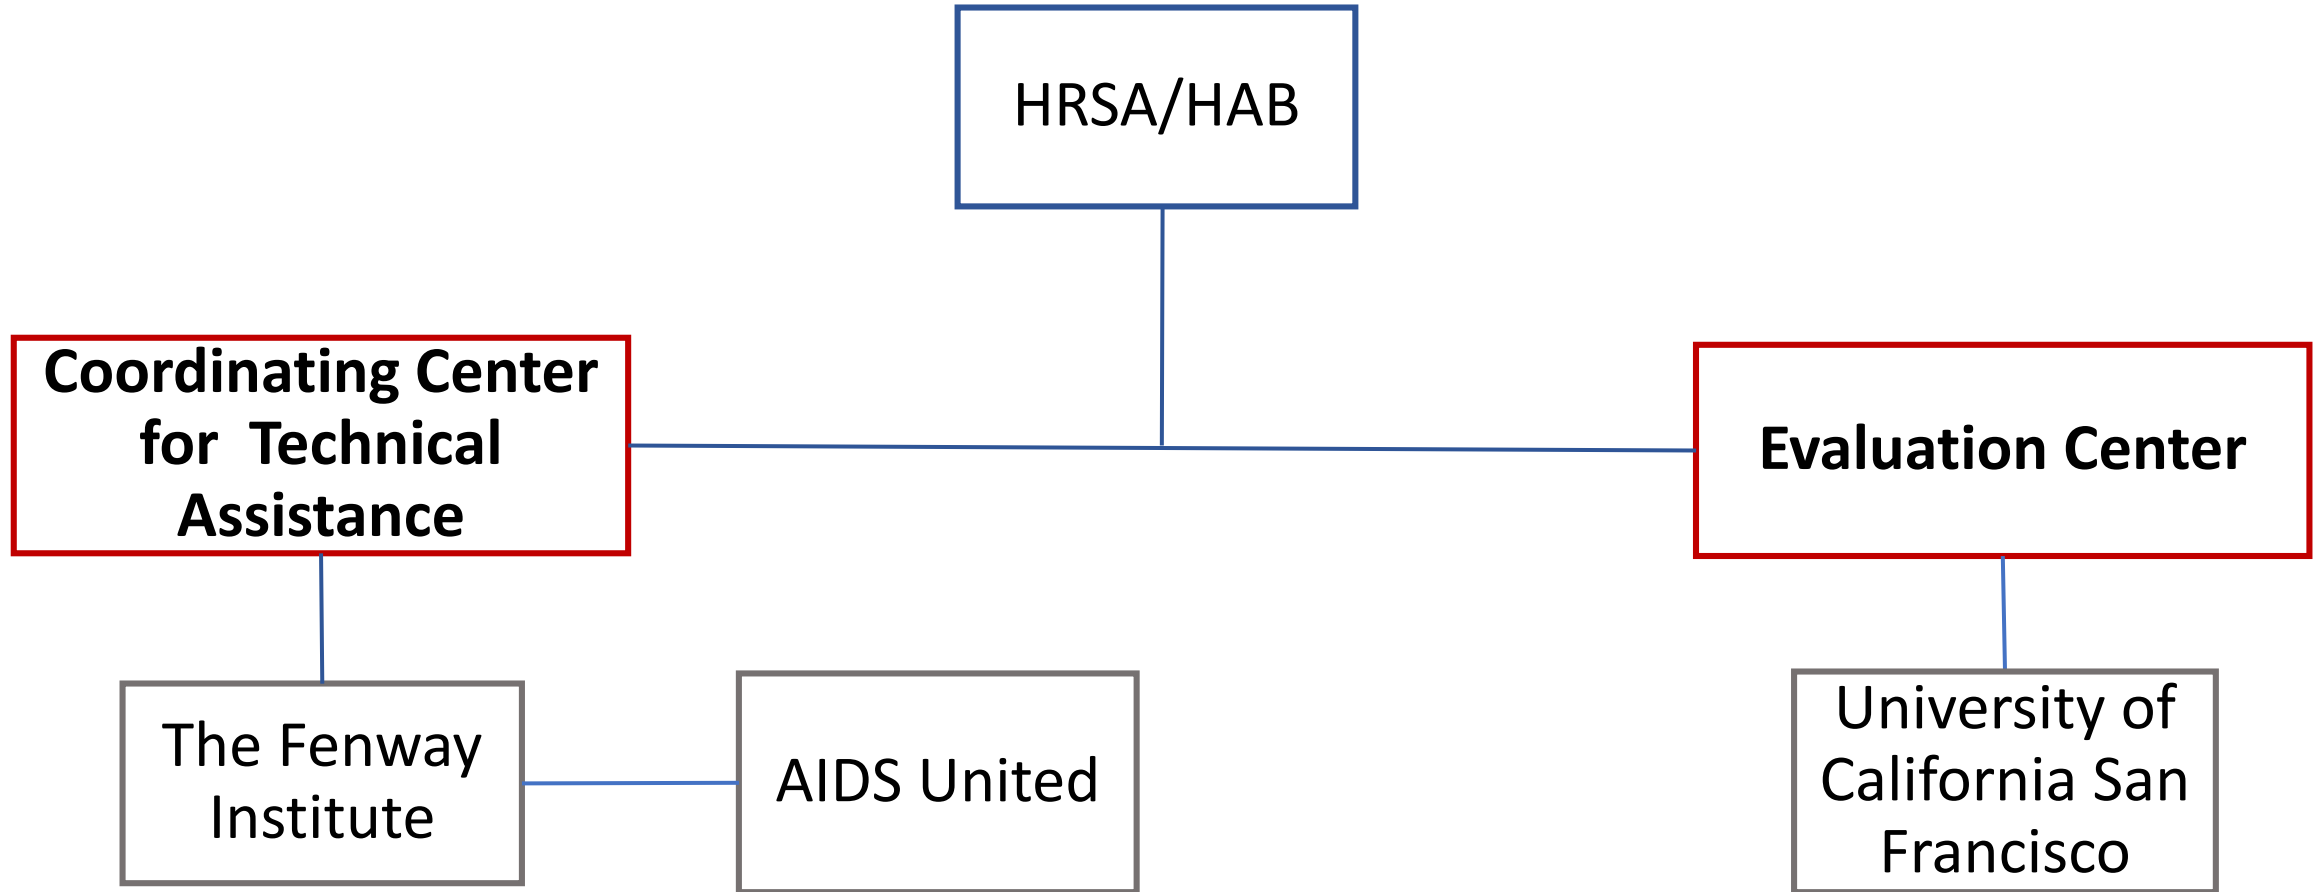 HRSA/HAB
Coordinating Center
for  Technical
Assistance
Evaluation Center
The Fenway
Institute
AIDS United
University of
California San
Francisco